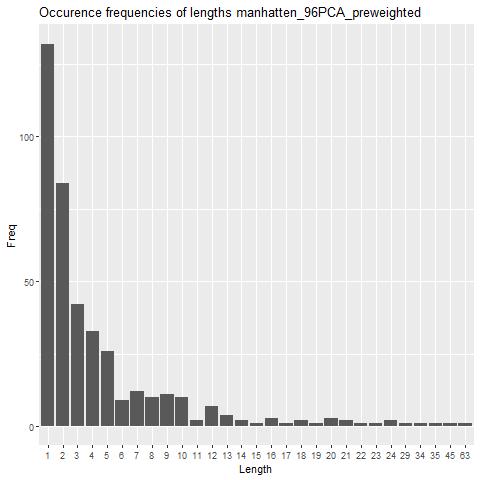 Occurence frequencies of lengths manhatten_96PCA_preweighted
100
50
0
Freq
1 2 3 4 5 6 7 8 9 10 11 12 13 14 15 16 17 18 19 20 21 22 23 24 29 34 35 45 63
Length